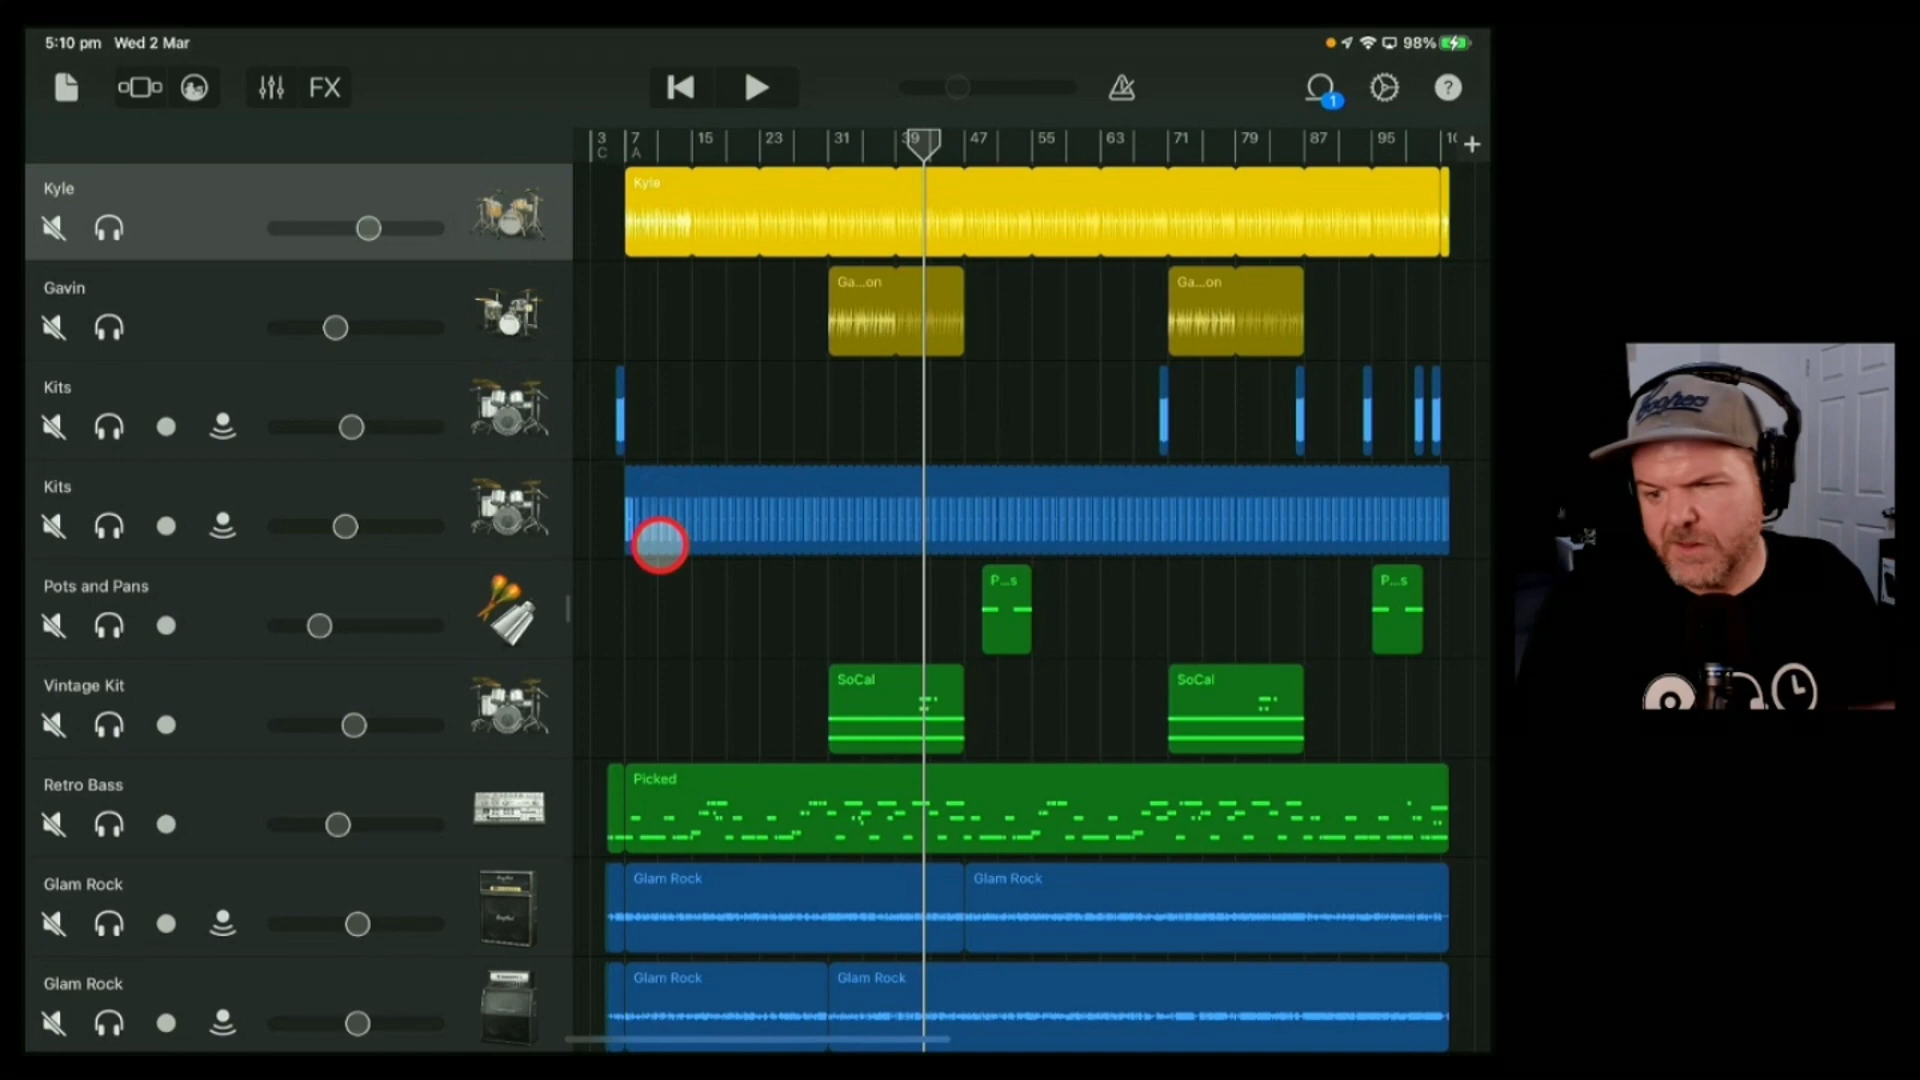 5:10 pm Wed 2 Mar
98%
FX
1
?
3 7 15 23 31 39 47 55 63 71 79 87 95
C A
Kyle
Kyle
Gavin
Ga...on
Ga...on
Kits
Kits
Pots and Pans
P...s
P...s
Vintage Kit
SoCal
SoCal
Retro Bass
Picked
Glam Rock
Glam Rock
Glam Rock
Glam Rock
Glam Rock
Glam Rock